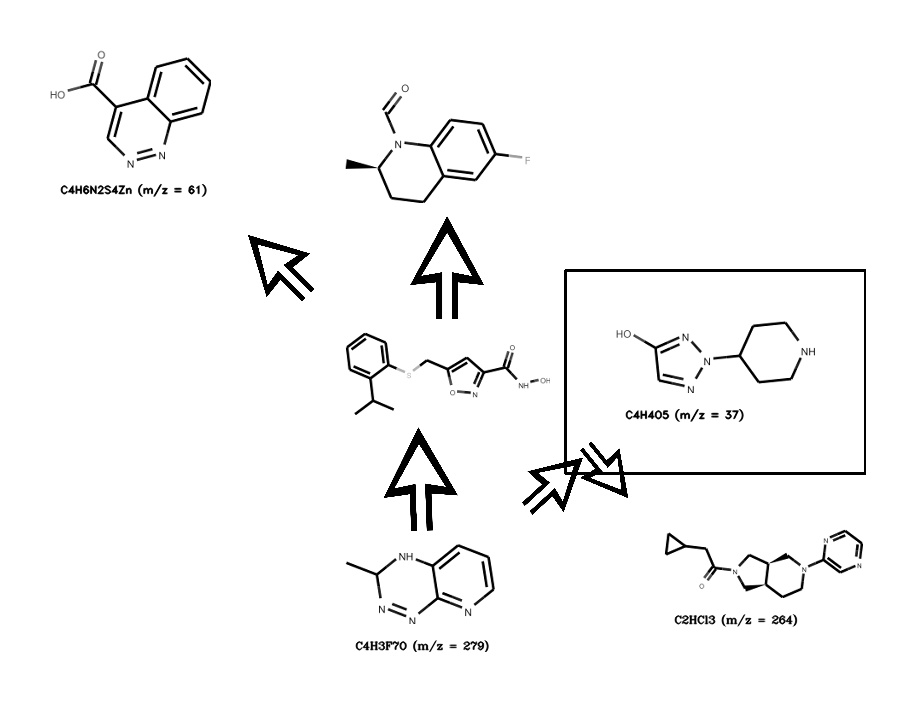 O
HO
N
N
C4H6N2S4Zn (m/z = 61)
O
N
F
HO
N
N
N
NH
C4H4O5 (m/z = 37)
S
O
N
O
NH
OH
NH
N
N
N
C4H3F7O (m/z = 279)
N
O
N
N
N
C2HCl3 (m/z = 264)